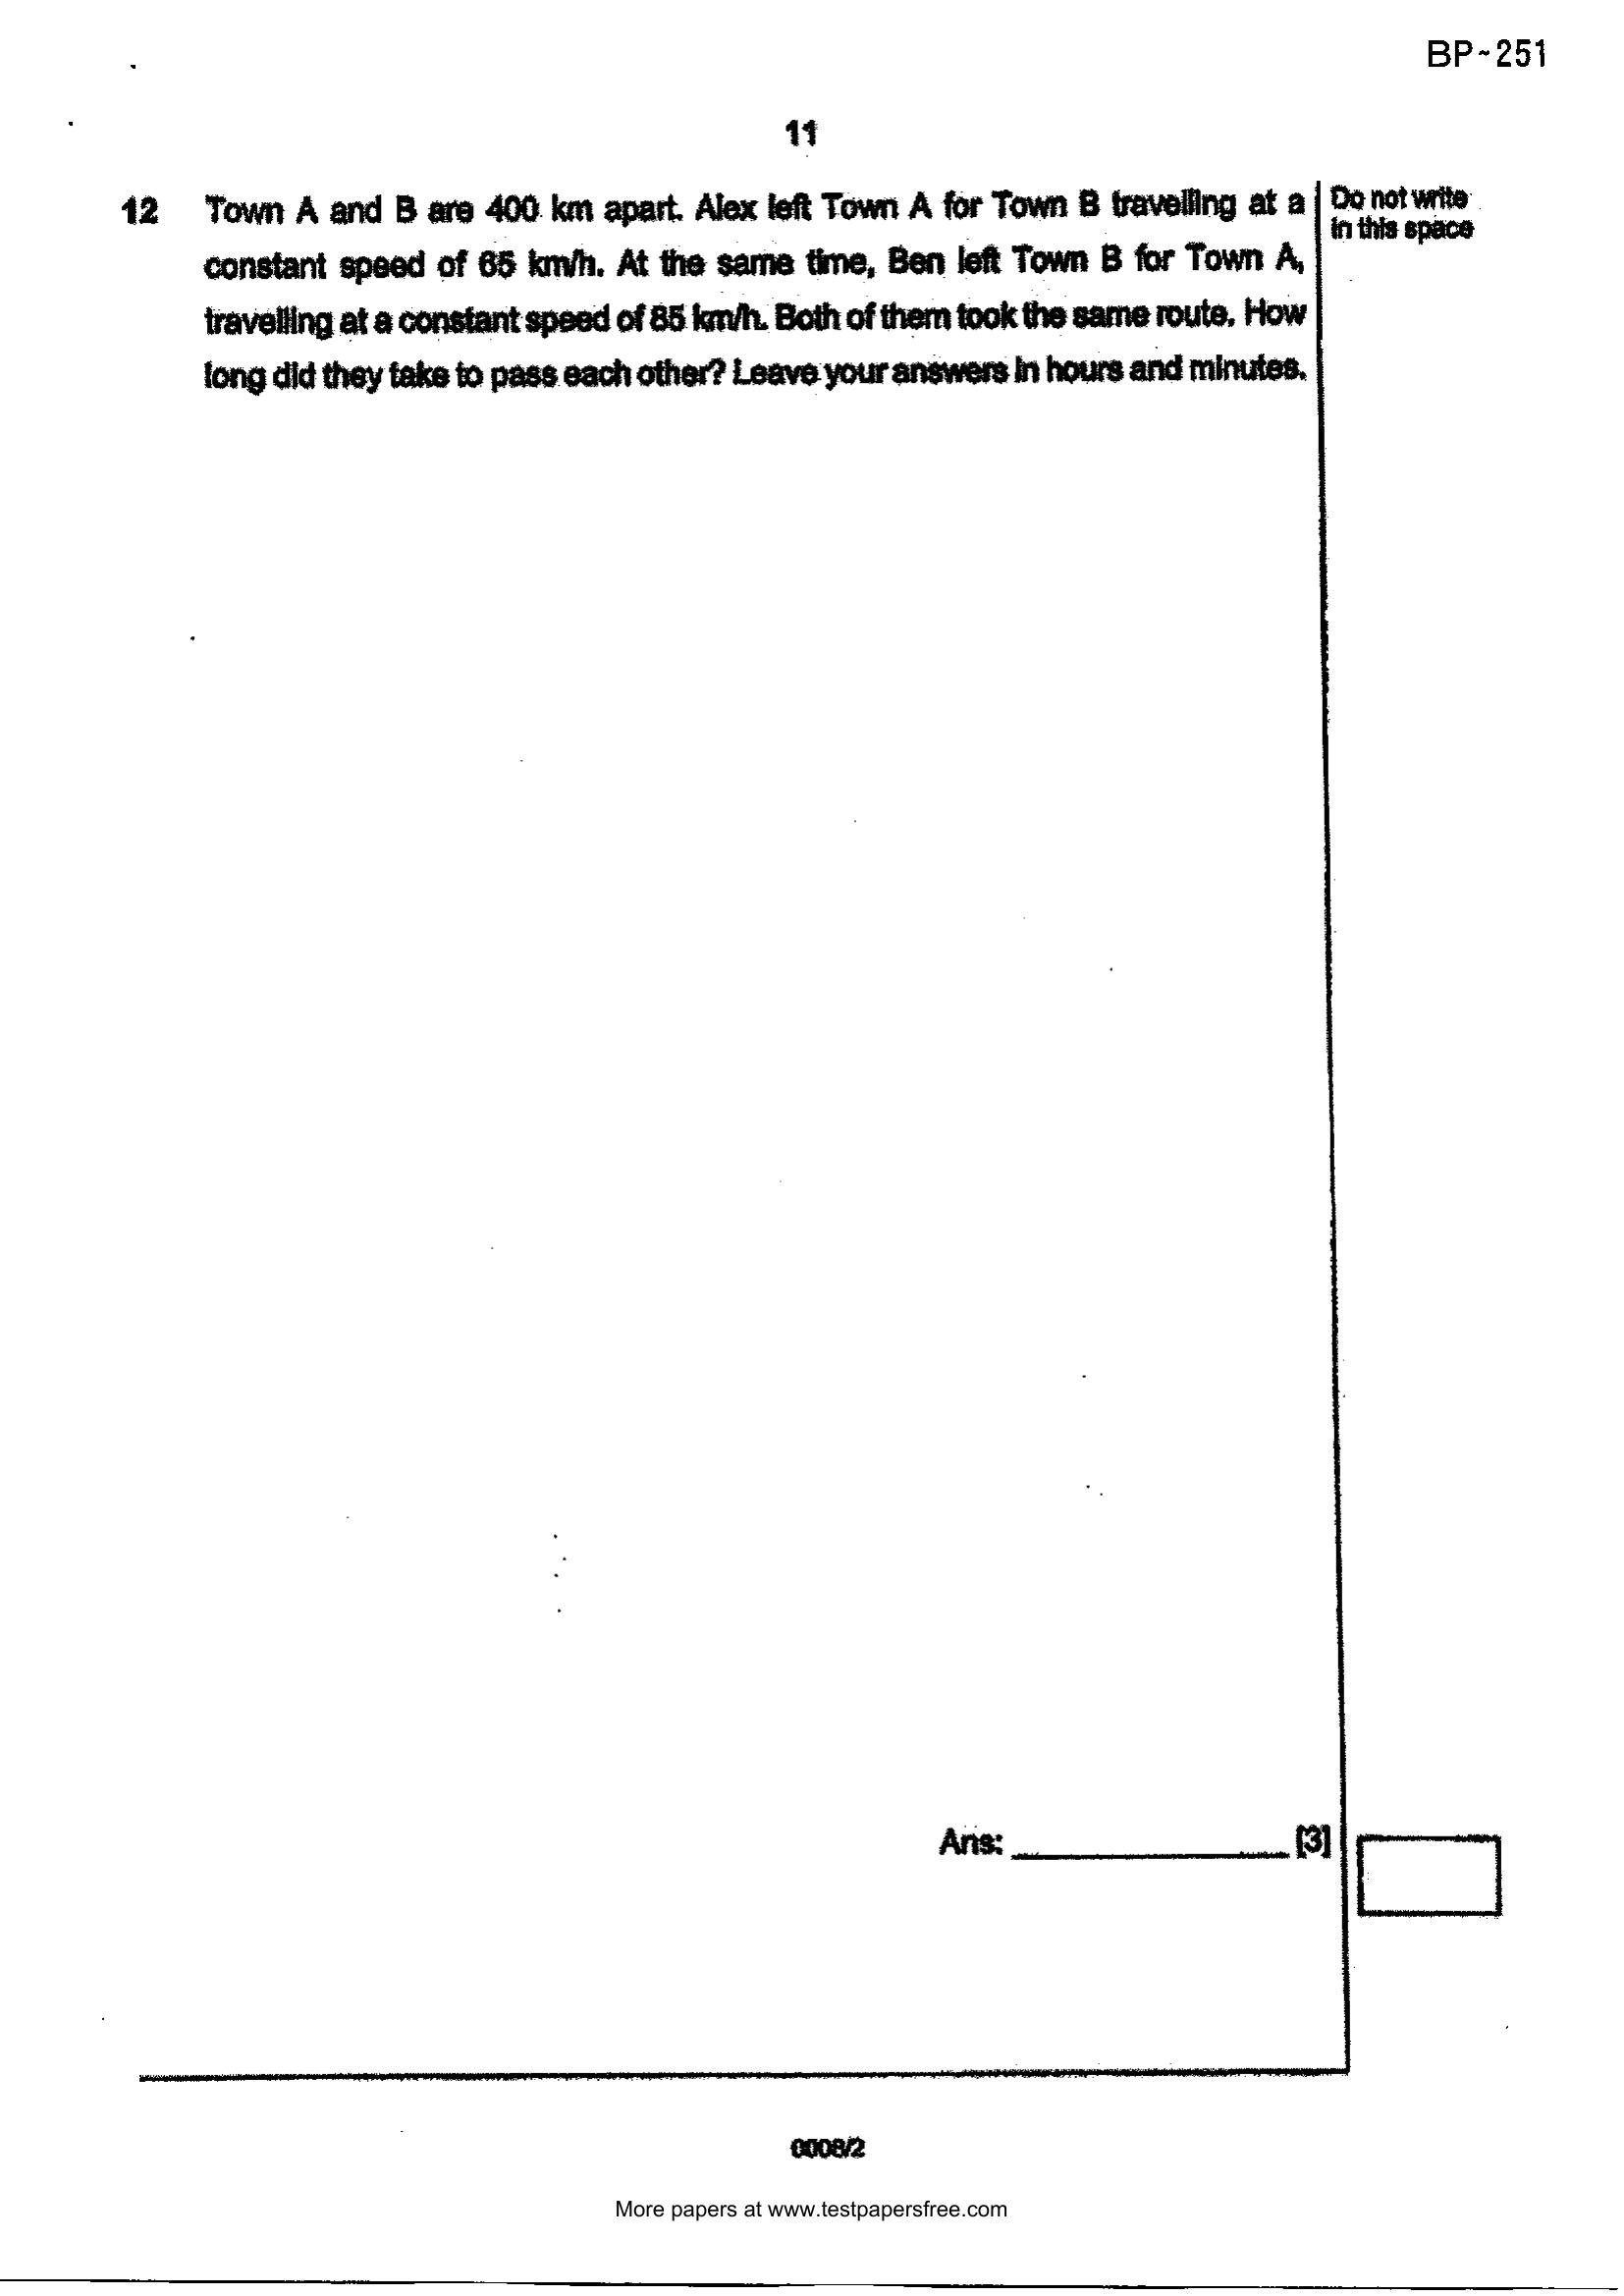 BP-251
11
12 Town A and B are 400 km apart. Alex left Town A for Town B travelling at a
constant speed of 65 km/h. At the same time, Ben left Town B for Town A,
travelling at a constant speed of 85 km/h. Both of them took the same route. How
long did they take to pass each other? Leave your answers in hours and minutes.
Do not write
in this space
Ans: ____________________ [3]
0008/2
More papers at www.testpapersfree.com